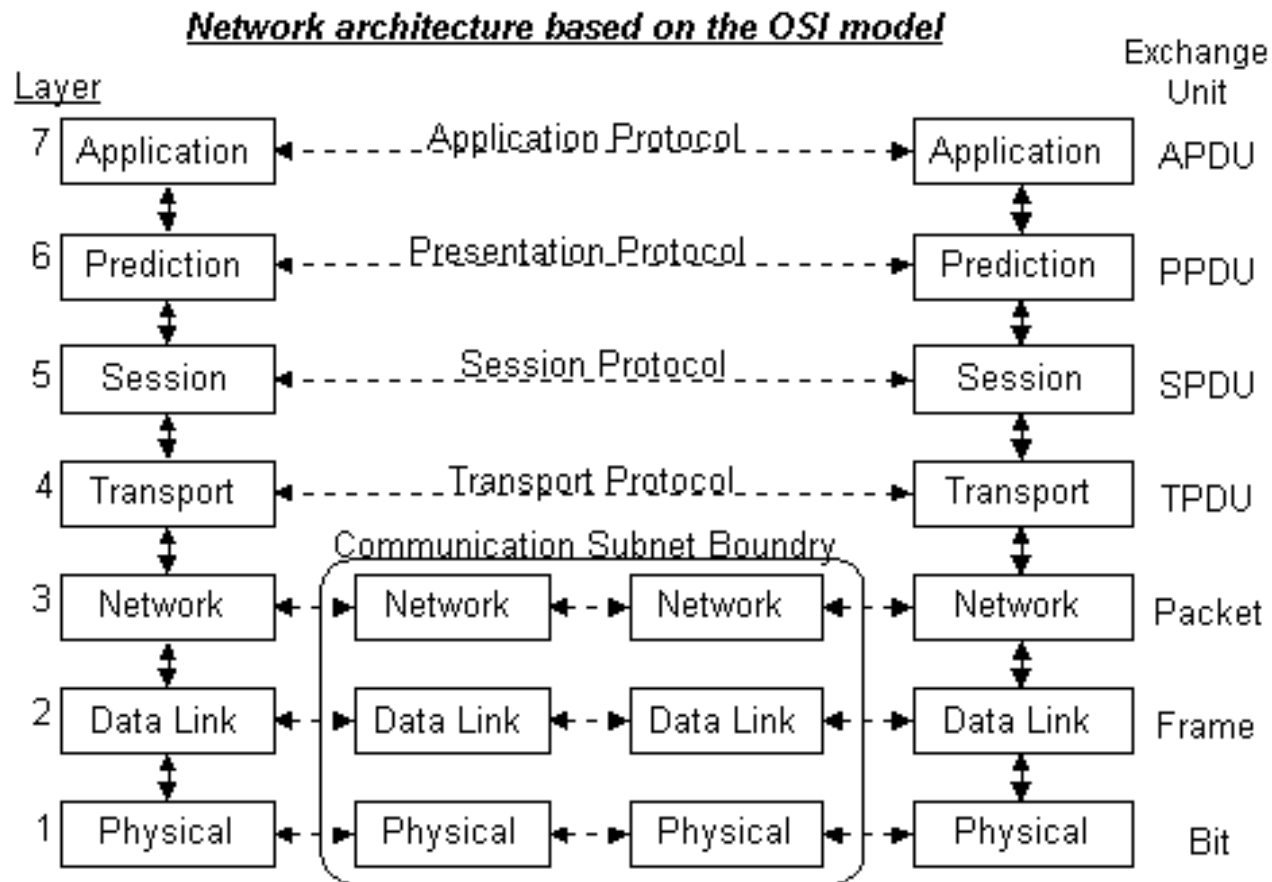 Network architecture based on the OSI model
Exchange
Unit
Layer
7 Application Application Protocol Application APDU
6 Prediction Presentation Protocol Prediction PPDU
5 Session Session Protocol Session SPDU
4 Transport Transport Protocol Transport TPDU
Communication Subnet Boundry
3 Network Network Network Network Packet
2 Data Link Data Link Data Link Data Link Frame
1 Physical Physical Physical Physical Bit